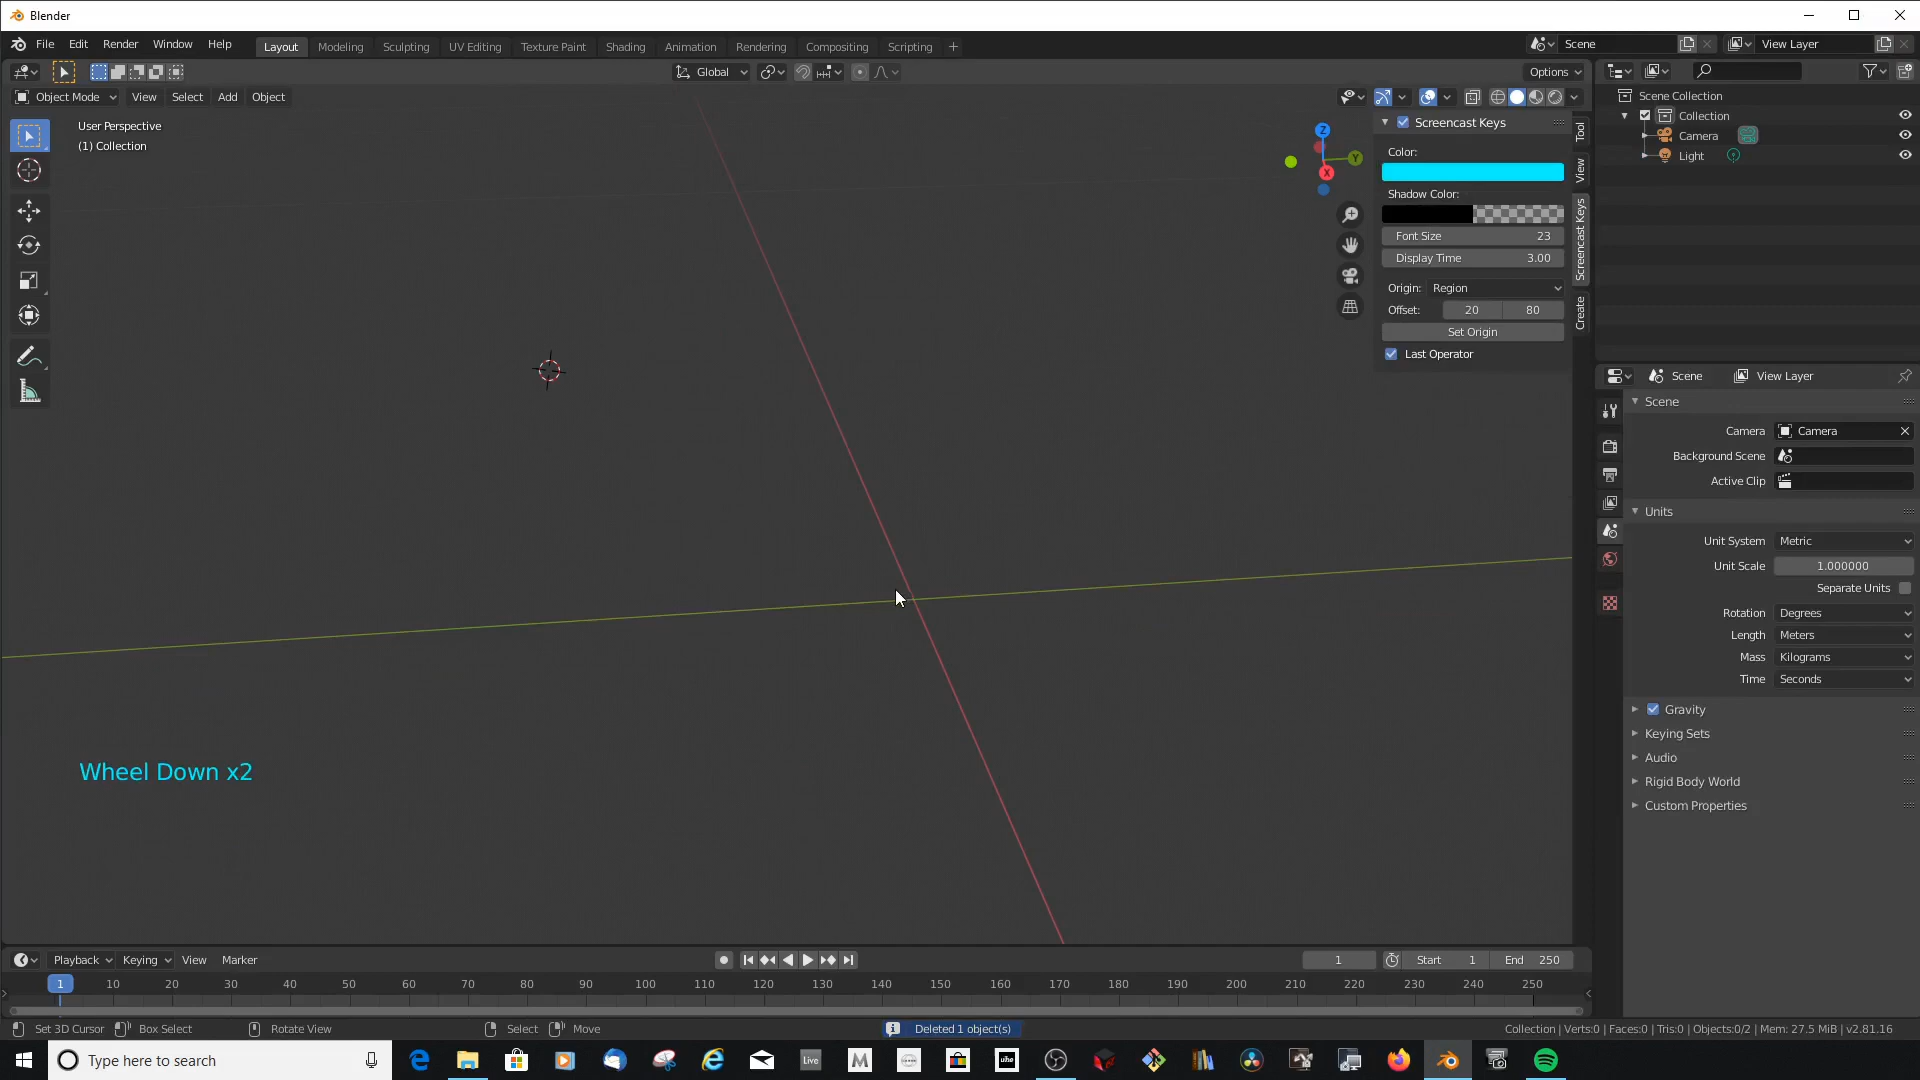 Blender
File Edit Render Window Help
Layout Modeling Sculpting UV Editing Texture Paint Shading Animation Rendering Compositing Scripting +
Scene
View Layer
Global
Options
Object Mode View Select Add Object
User Perspective
(1) Collection
Z
Y
X
Screencast Keys
Color:
Shadow Color:
Font Size 23
Display Time 3.00
Origin: Region
Offset: 20 80
Set Origin
Last Operator
Tool
View
Screencast Keys
Create
Scene Collection
Collection
Camera
Light
Scene View Layer
Scene
Camera Camera
Background Scene
Active Clip
Units
Unit System Metric
Unit Scale 1.000000
Separate Units
Rotation Degrees
Length Meters
Mass Kilograms
Time Seconds
Gravity
Keying Sets
Audio
Rigid Body World
Custom Properties
Wheel Down x2
Playback Keying View Marker
1
Start 1
End 250
1 10 20 30 40 50 60 70 80 90 100 110 120 130 140 150 160 170 180 190 200 210 220 230 240 250
Set 3D Cursor Box Select Rotate View Select Move
Deleted 1 object(s)
Collection | Verts:0 | Faces:0 | Tris:0 | Objects:0/2 | Mem: 27.5 MiB | v2.81.16
Type here to search
Live
M
uhe